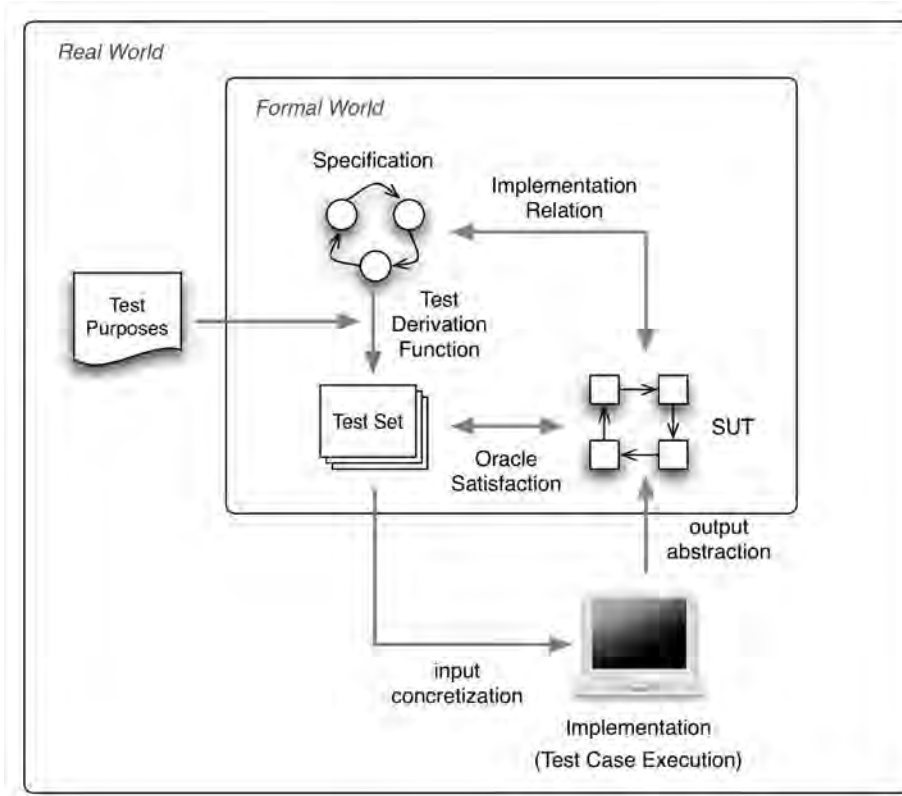 Real World
Formal World
Specification
Implementation
Relation
Test
Purposes
Test
Derivation
Function
Test Set
Oracle
Satisfaction
SUT
output
abstraction
input
concretization
Implementation
(Test Case Execution)